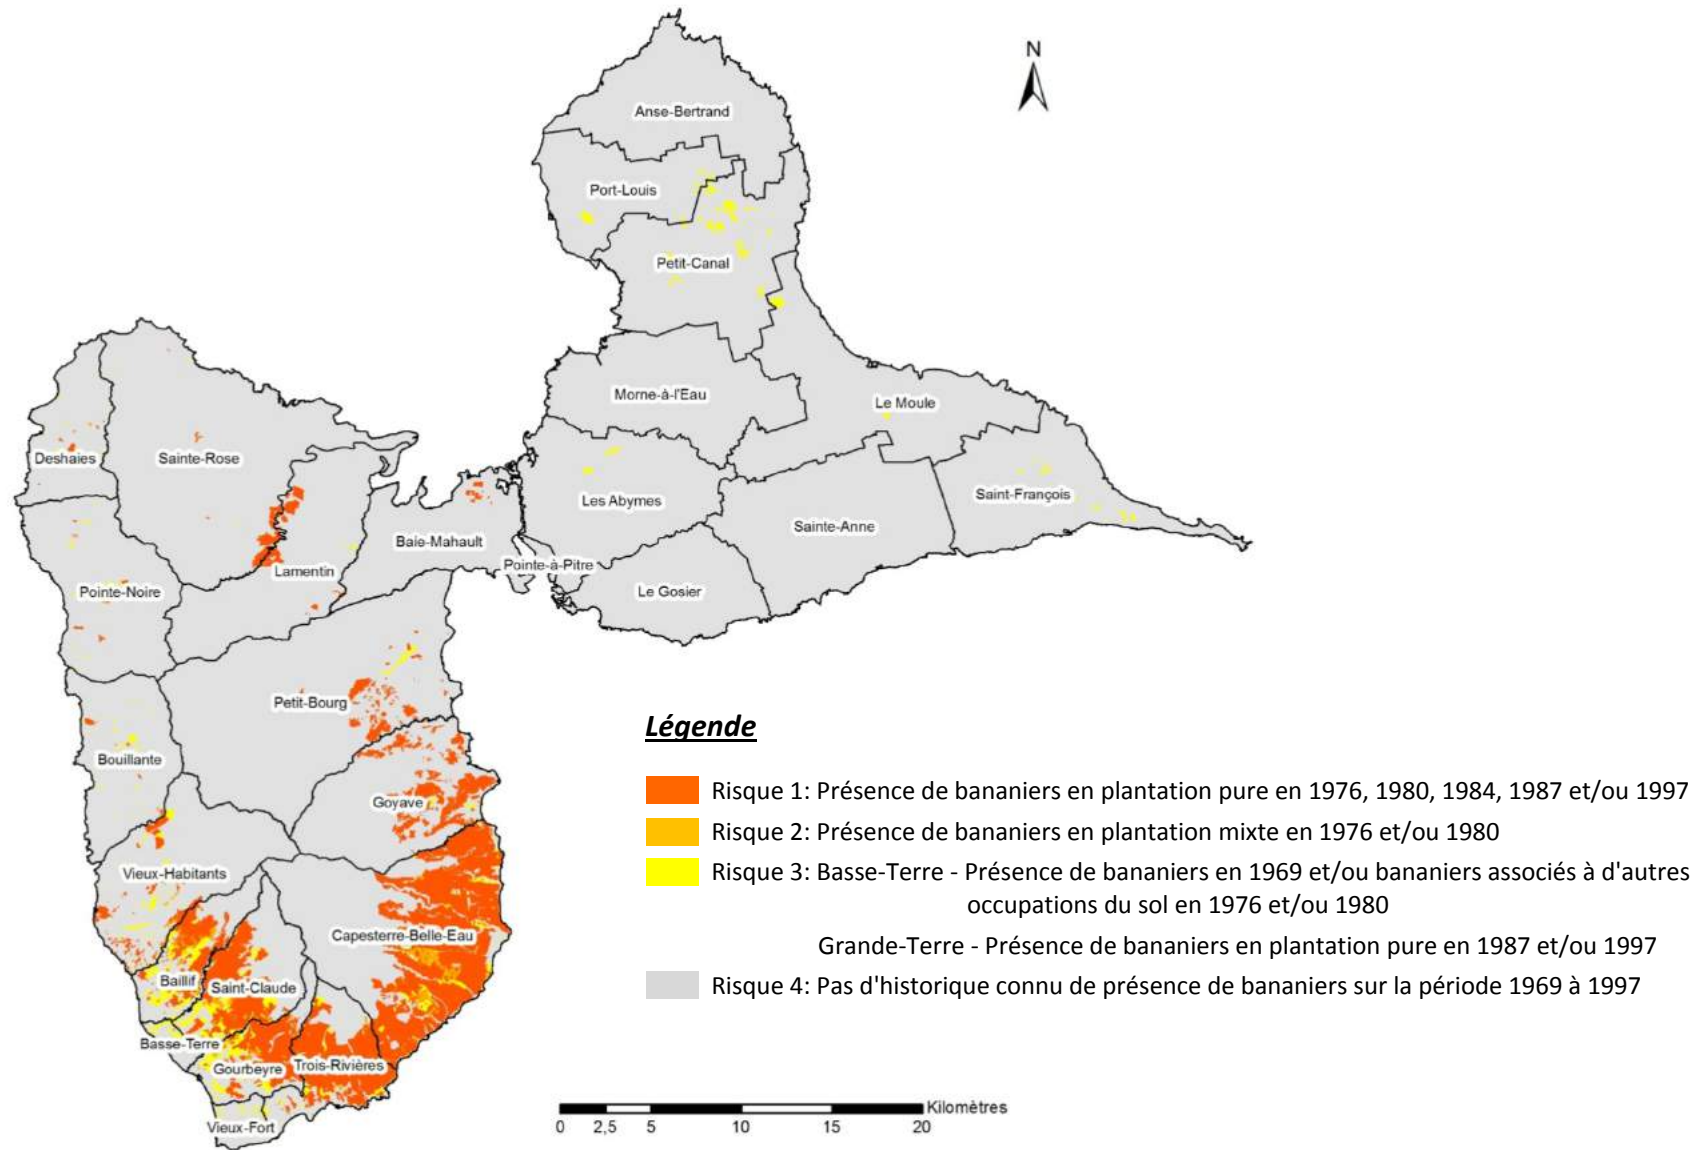 N
Anse-Bertrand
Port-Louis
Petit-Canal
Morne-à-l'Eau
Le Moule
Deshaies
Sainte-Rose
Les Abymes
Saint-François
Sainte-Anne
Baie-Mahault
Pointe-à-Pitre
Lamentin
Pointe-Noire
Le Gosier
Petit-Bourg
Bouillante
Goyave
Vieux-Habitants
Capesterre-Belle-Eau
Baillif
Saint-Claude
Basse-Terre
Gourbeyre
Trois-Rivières
Vieux-Fort
Légende
Risque 1: Présence de bananiers en plantation pure en 1976, 1980, 1984, 1987 et/ou 1997
Risque 2: Présence de bananiers en plantation mixte en 1976 et/ou 1980
Risque 3: Basse-Terre - Présence de bananiers en 1969 et/ou bananiers associés à d'autres
occupations du sol en 1976 et/ou 1980
Grande-Terre - Présence de bananiers en plantation pure en 1987 et/ou 1997
Risque 4: Pas d'historique connu de présence de bananiers sur la période 1969 à 1997
Kilomètres
0 2,5 5 10 15 20